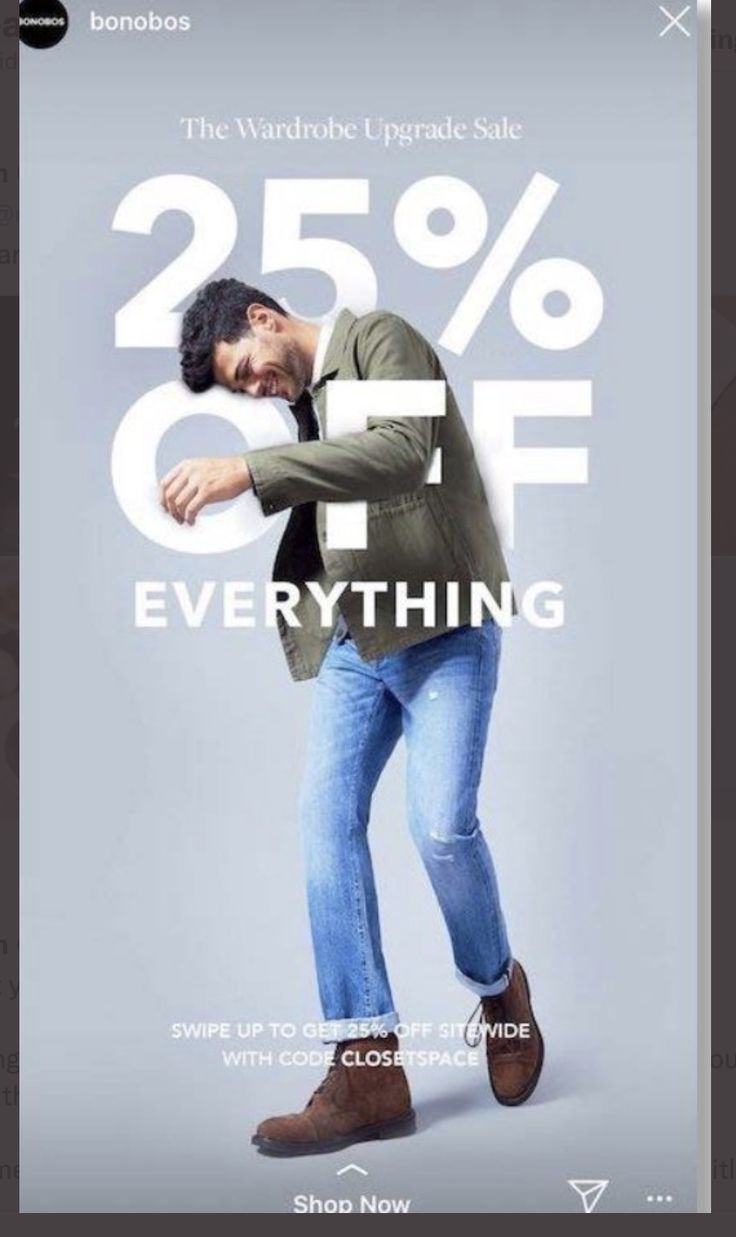 BONOBOS
bonobos
The Wardrobe Upgrade Sale
25%
OFF
EVERYTHING
SWIPE UP TO GET 25% OFF SITEWIDE
WITH CODE CLOSETSPACE
Shop Now